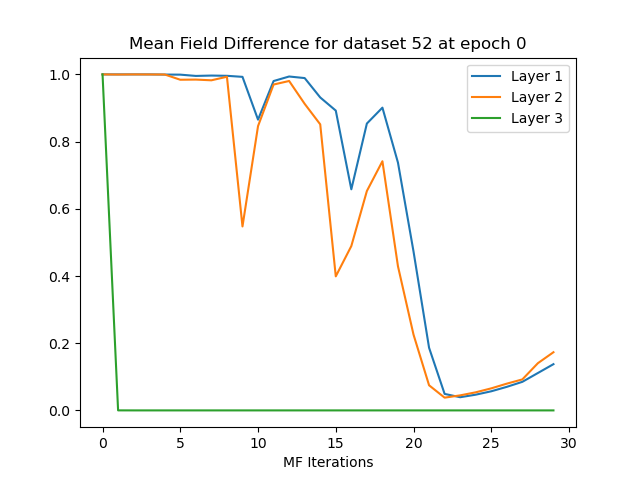 Mean Field Difference for dataset 52 at epoch 0
Layer 1
Layer 2
Layer 3
1.0
0.8
0.6
0.4
0.2
0.0
0 5 10 15 20 25 30
MF Iterations